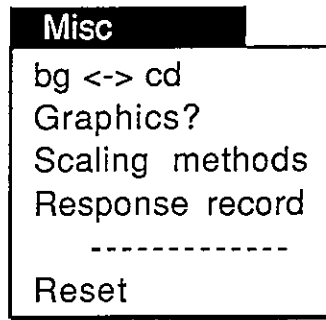 Misc
bg <-> cd
Graphics?
Scaling methods
Response record
-------------
Reset